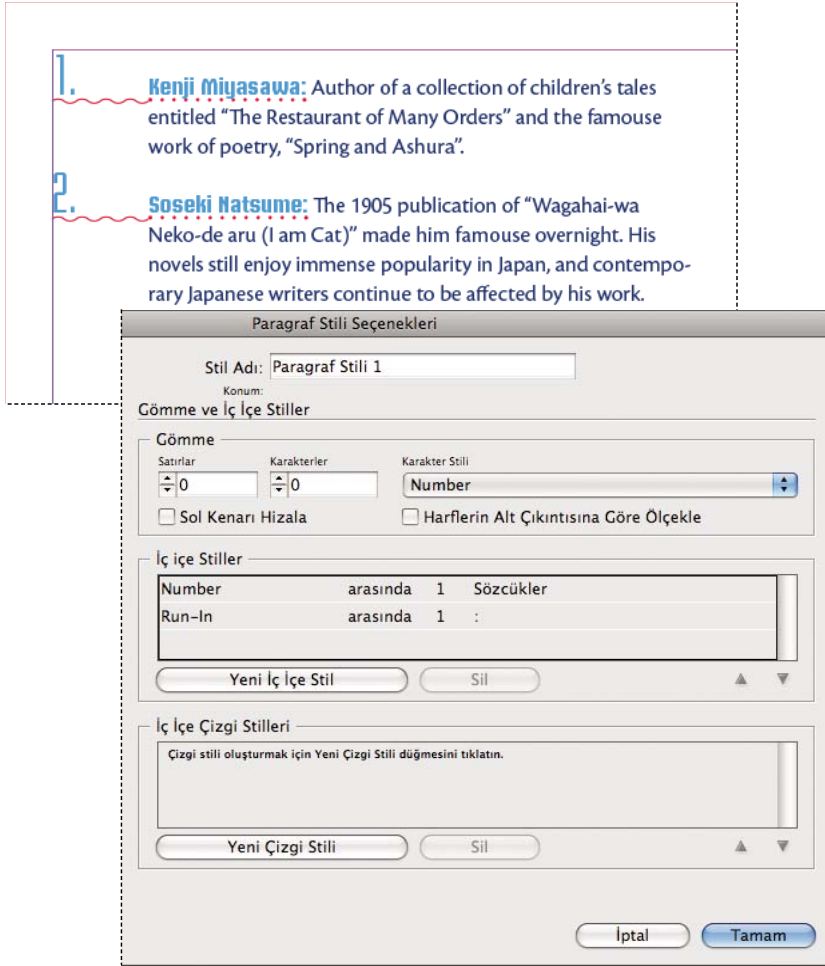 1.
Kenji Miyasawa: Author of a collection of children’s tales
entitled “The Restaurant of Many Orders” and the famouse
work of poetry, “Spring and Ashura”.
2.
Soseki Natsume: The 1905 publication of “Wagahai-wa
Neko-de aru (I am Cat)” made him famouse overnight. His
novels still enjoy immense popularity in Japan, and contempo-
rary Japanese writers continue to be affected by his work.
Paragraf Stili Seçenekleri
Stil Adı: Paragraf Stili 1
Konum:
Gömme ve İç İçe Stiller
Gömme
Satırlar Karakterler Karakter Stili
0 0 Number
Sol Kenarı Hizala Harflerin Alt Çıkıntısına Göre Ölçekle
İç içe Stiller
Number arasında 1 Sözcükler
Run-In arasında 1 :
Yeni İç İçe Stil Sil
İç İçe Çizgi Stilleri
Çizgi stili oluşturmak için Yeni Çizgi Stili düğmesini tıklatın.
Yeni Çizgi Stili Sil
İptal Tamam